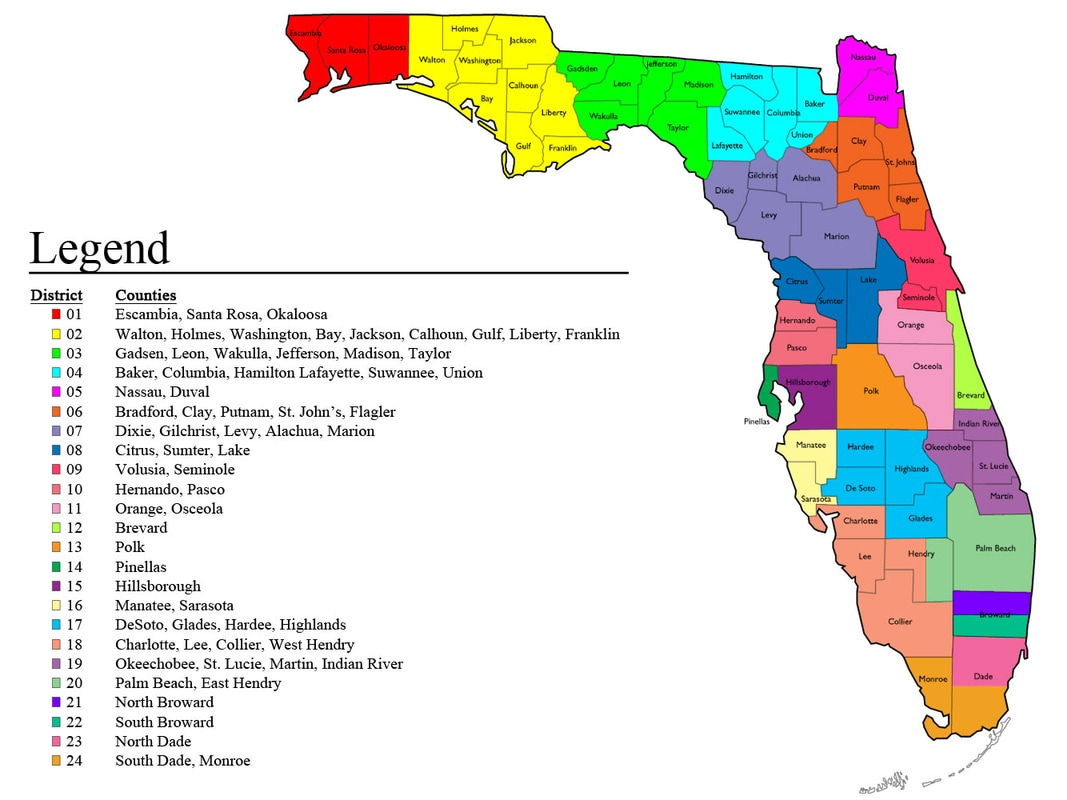 Escambia
Santa Rosa
Okaloosa
Walton
Holmes
Washington
Jackson
Bay
Calhoun
Liberty
Gulf
Franklin
Gadsden
Leon
Jefferson
Madison
Wakulla
Taylor
Hamilton
Suwannee
Columbia
Baker
Union
Lafayette
Nassau
Duval
Bradford
Clay
St. Johns
Putnam
Flagler
Dixie
Gilchrist
Alachua
Levy
Marion
Volusia
Citrus
Sumter
Lake
Seminole
Hernando
Orange
Pasco
Osceola
Hillsborough
Polk
Brevard
Pinellas
Indian River
Manatee
Hardee
Highlands
Okeechobee
St. Lucie
De Soto
Sarasota
Martin
Charlotte
Glades
Lee
Hendry
Palm Beach
Collier
Broward
Monroe
Dade
Legend
District Counties
01 Escambia, Santa Rosa, Okaloosa
02 Walton, Holmes, Washington, Bay, Jackson, Calhoun, Gulf, Liberty, Franklin
03 Gadsen, Leon, Wakulla, Jefferson, Madison, Taylor
04 Baker, Columbia, Hamilton Lafayette, Suwannee, Union
05 Nassau, Duval
06 Bradford, Clay, Putnam, St. John’s, Flagler
07 Dixie, Gilchrist, Levy, Alachua, Marion
08 Citrus, Sumter, Lake
09 Volusia, Seminole
10 Hernando, Pasco
11 Orange, Osceola
12 Brevard
13 Polk
14 Pinellas
15 Hillsborough
16 Manatee, Sarasota
17 DeSoto, Glades, Hardee, Highlands
18 Charlotte, Lee, Collier, West Hendry
19 Okeechobee, St. Lucie, Martin, Indian River
20 Palm Beach, East Hendry
21 North Broward
22 South Broward
23 North Dade
24 South Dade, Monroe